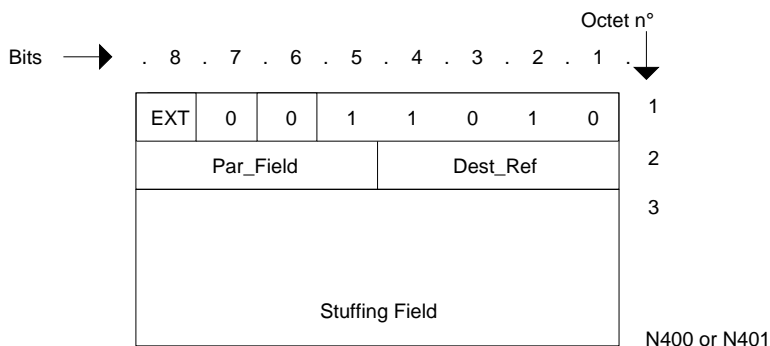 Octet n°
Bits . 8 . 7 . 6 . 5 . 4 . 3 . 2 . 1 .
EXT 0 0 1 1 0 1 0 1
Par_Field Dest_Ref 2
3
Stuffing Field
N400 or N401